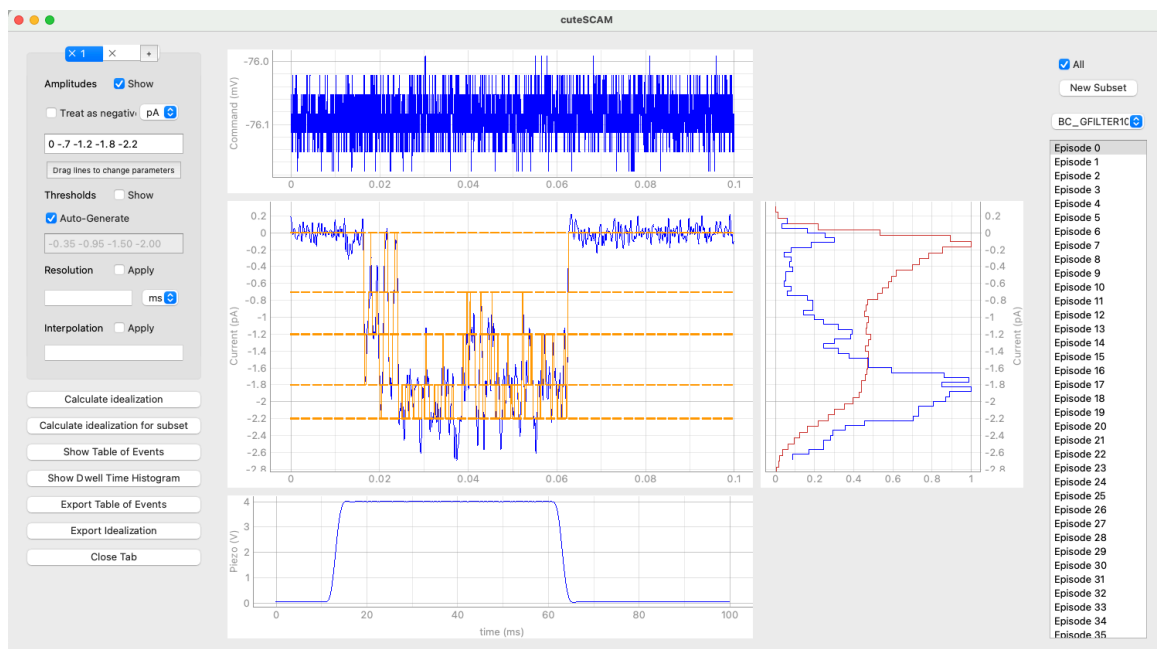 cuteSCAM
× 1 × +
Amplitudes Show
Treat as negativ pA
0 -.7 -1.2 -1.8 -2.2
Drag lines to change parameters
Thresholds Show
Auto-Generate
-0.35 -0.95 -1.50 -2.00
Resolution Apply
ms
Interpolation Apply
Calculate idealization
Calculate idealization for subset
Show Table of Events
Show Dwell Time Histogram
Export Table of Events
Export Idealization
Close Tab
Command (mV)
-76.0
-76.1
0 0.02 0.04 0.06 0.08 0.1
Current (pA)
0.2
0
-0.2
-0.4
-0.6
-0.8
-1
-1.2
-1.4
-1.6
-1.8
-2
-2.2
-2.4
-2.6
-2.8
0 0.02 0.04 0.06 0.08 0.1
0.2
0
-0.2
-0.4
-0.6
-0.8
-1
-1.2
-1.4
-1.6
-1.8
-2
-2.2
-2.4
-2.6
-2.8
Current (pA)
0 0.2 0.4 0.6 0.8 1
Piezo (V)
4
3
2
1
0
0 20 40 60 80 100
time (ms)
All
New Subset
BC_GFILTER1C
Episode 0
Episode 1
Episode 2
Episode 3
Episode 4
Episode 5
Episode 6
Episode 7
Episode 8
Episode 9
Episode 10
Episode 11
Episode 12
Episode 13
Episode 14
Episode 15
Episode 16
Episode 17
Episode 18
Episode 19
Episode 20
Episode 21
Episode 22
Episode 23
Episode 24
Episode 25
Episode 26
Episode 27
Episode 28
Episode 29
Episode 30
Episode 31
Episode 32
Episode 33
Episode 34
Episode 35